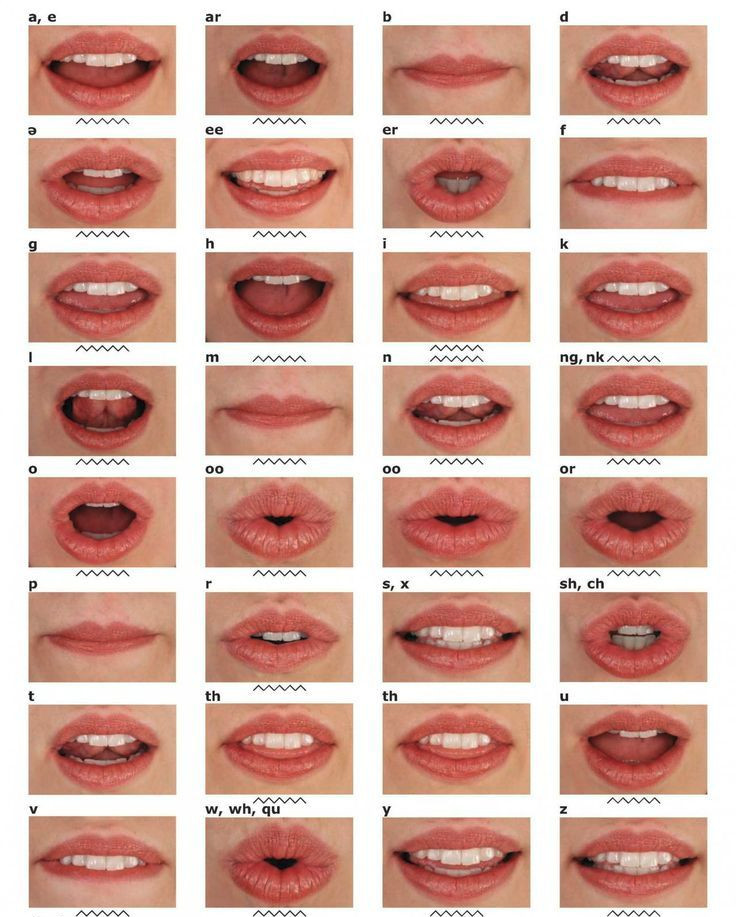 a, e ar b d
ə ee er f
g h i k
l m n ng, nk
o oo oo or
p r s, x sh, ch
t th th u
v w, wh, qu y z